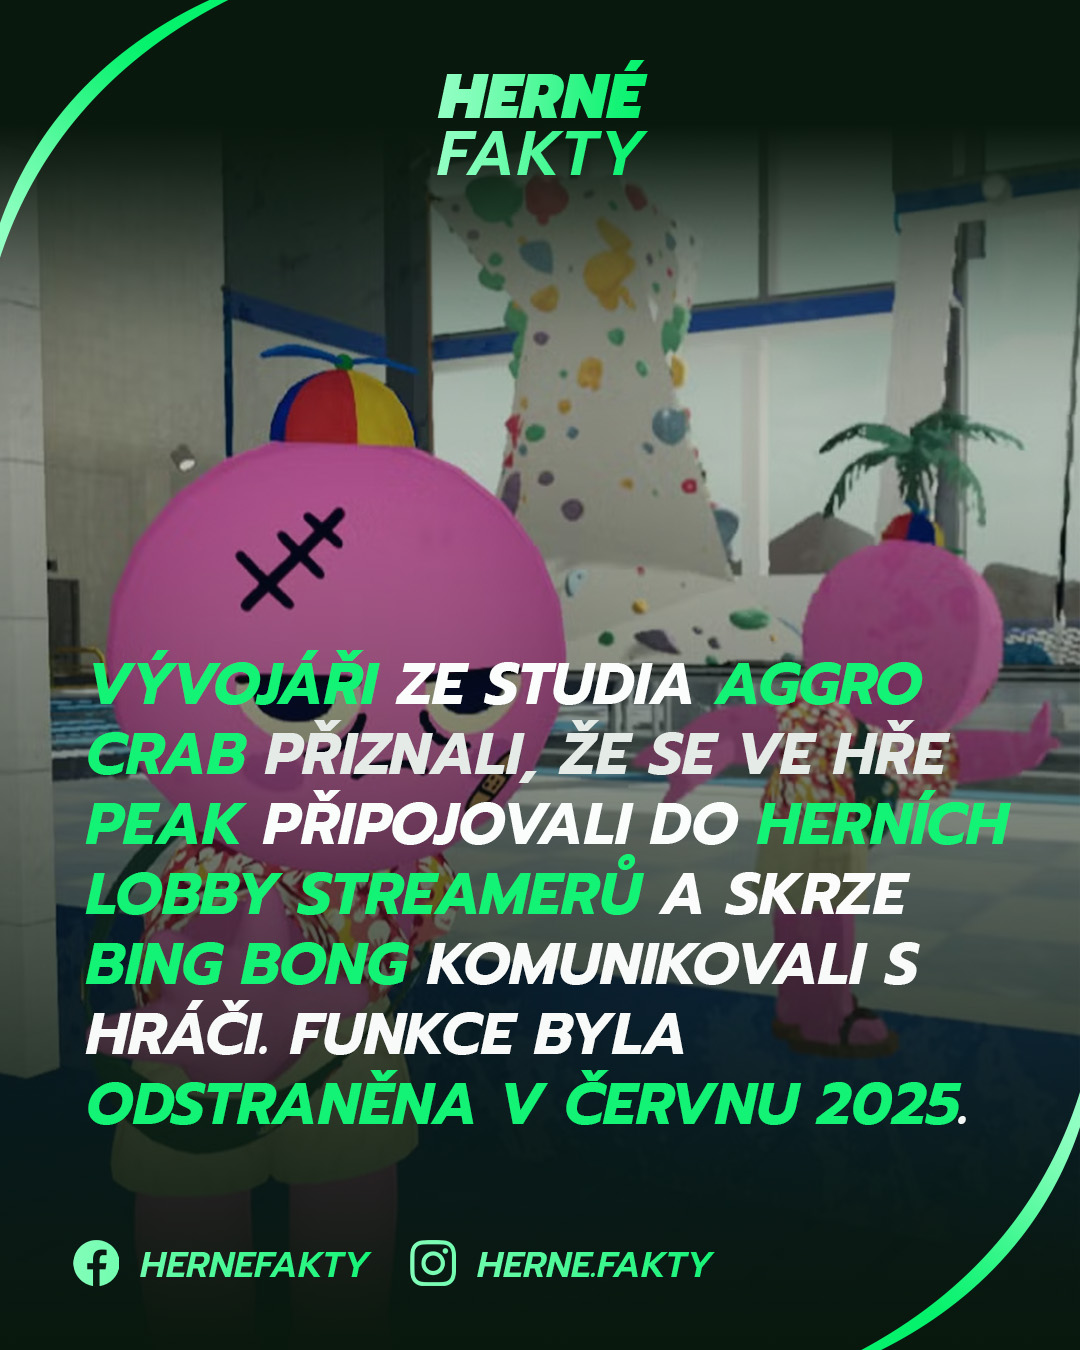 HERNÉ
FAKTY
VÝVOJÁŘI ZE STUDIA AGGRO
CRAB PŘIZNALI, ŽE SE VE HŘE
PEAK PŘIPOJOVALI DO HERNÍCH
LOBBY STREAMERŮ A SKRZE
BING BONG KOMUNIKOVALI S
HRÁČI. FUNKCE BYLA
ODSTRANĚNA V ČERVNU 2025.
HERNEFAKTY HERNE.FAKTY